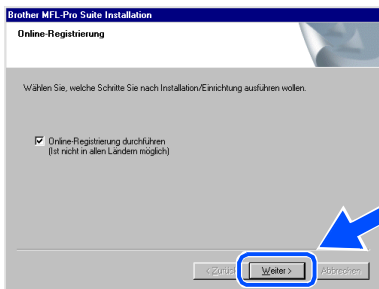 Brother MFL-Pro Suite Installation
Online-Registrierung
Wählen Sie, welche Schritte Sie nach Installation/Einrichtung ausführen wollen.
Online-Registrierung durchführen
(Ist nicht in allen Ländern möglich)
< Zurück Weiter > Abbrechen